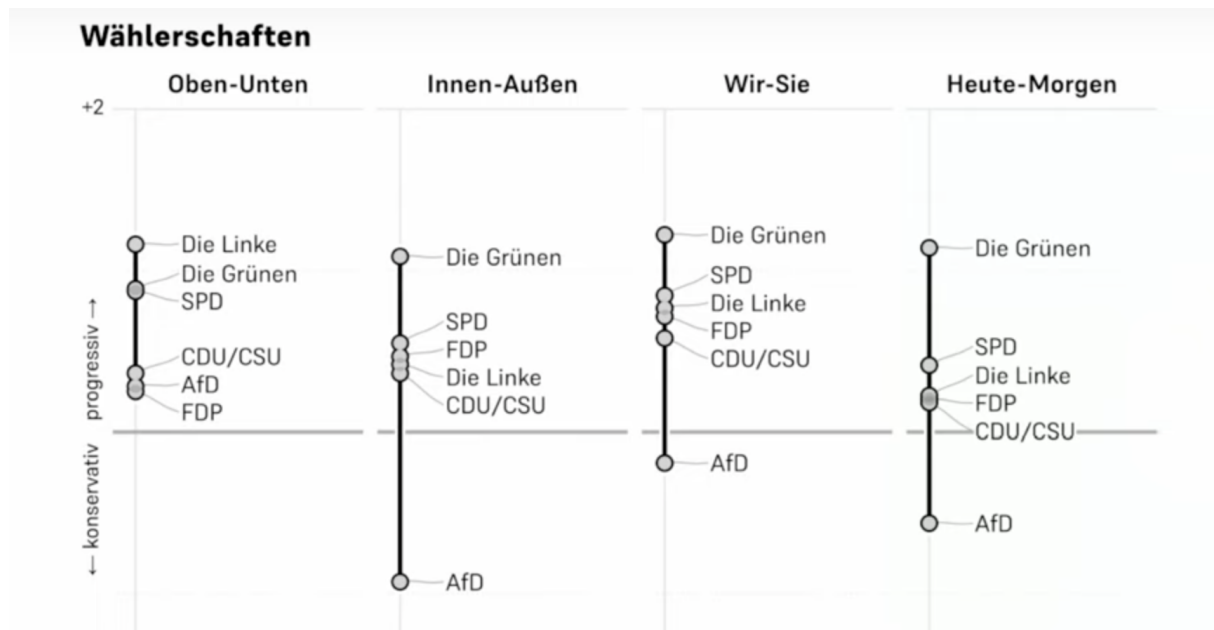 Wählerschaften
Oben-Unten
Innen-Außen
Wir-Sie
Heute-Morgen
+2
progressiv →
← konservativ
Die Linke
Die Grünen
SPD
CDU/CSU
AfD
FDP
Die Grünen
SPD
FDP
Die Linke
CDU/CSU
AfD
Die Grünen
SPD
Die Linke
FDP
CDU/CSU
AfD
Die Grünen
SPD
Die Linke
FDP
CDU/CSU
AfD